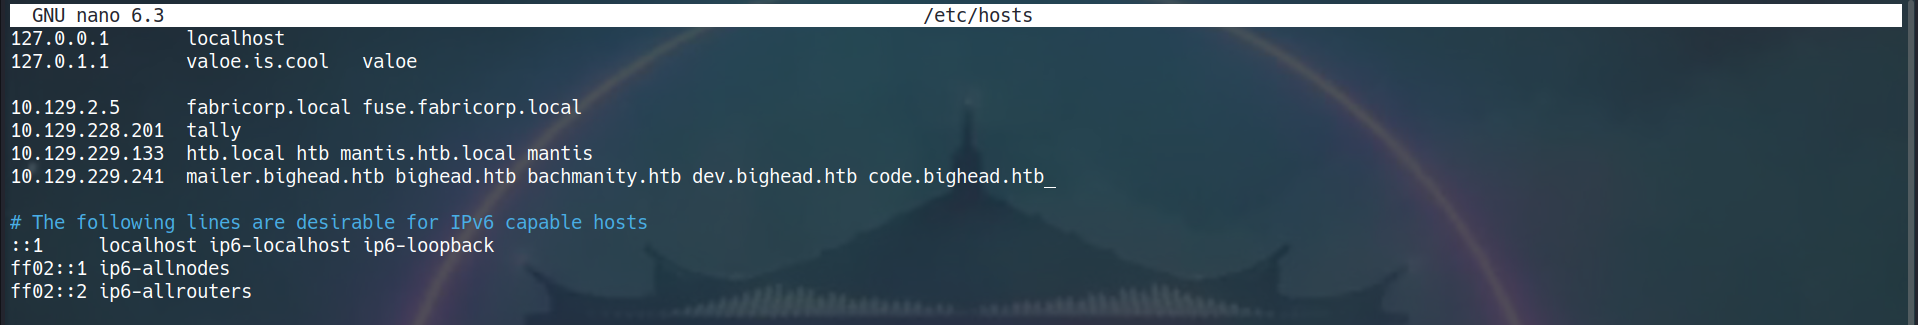 GNU nano 6.3 /etc/hosts
127.0.0.1 localhost
127.0.1.1 valoe.is.cool valoe
10.129.2.5 fabricorp.local fuse.fabricorp.local
10.129.228.201 tally
10.129.229.133 htb.local htb mantis.htb.local mantis
10.129.229.241 mailer.bighead.htb bighead.htb bachmanity.htb dev.bighead.htb code.bighead.htb_
# The following lines are desirable for IPv6 capable hosts
::1 localhost ip6-localhost ip6-loopback
ff02::1 ip6-allnodes
ff02::2 ip6-allrouters